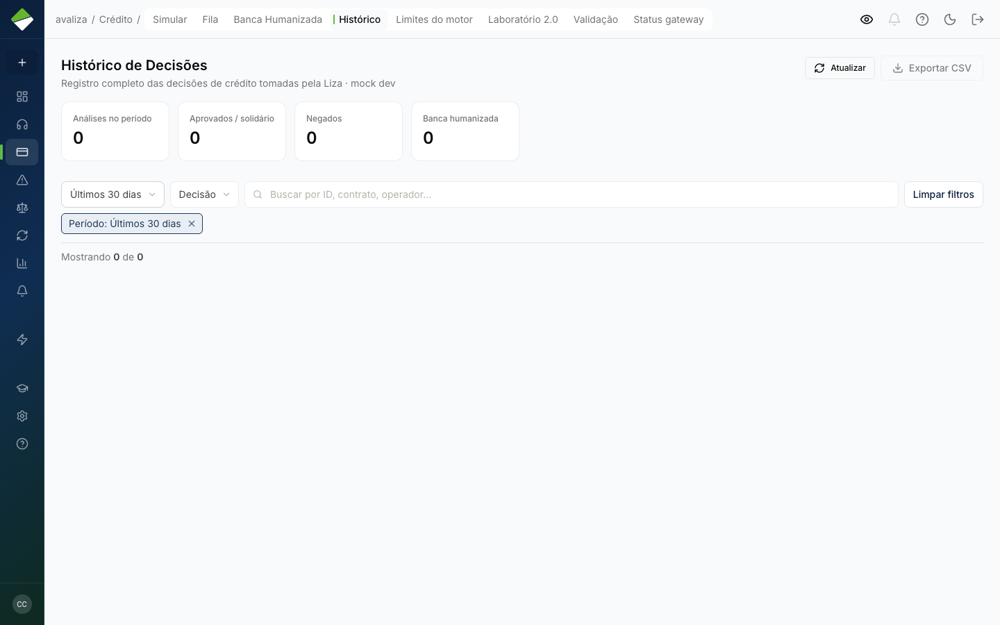 avaliza / Crédito / Simular Fila Banca Humanizada Histórico Limites do motor Laboratório 2.0 Validação Status gateway
Histórico de Decisões
Registro completo das decisões de crédito tomadas pela Liza · mock dev
Atualizar
Exportar CSV
Análises no período
0
Aprovados / solidário
0
Negados
0
Banca humanizada
0
Últimos 30 dias
Decisão
Buscar por ID, contrato, operador...
Limpar filtros
Período: Últimos 30 dias
Mostrando 0 de 0
CC